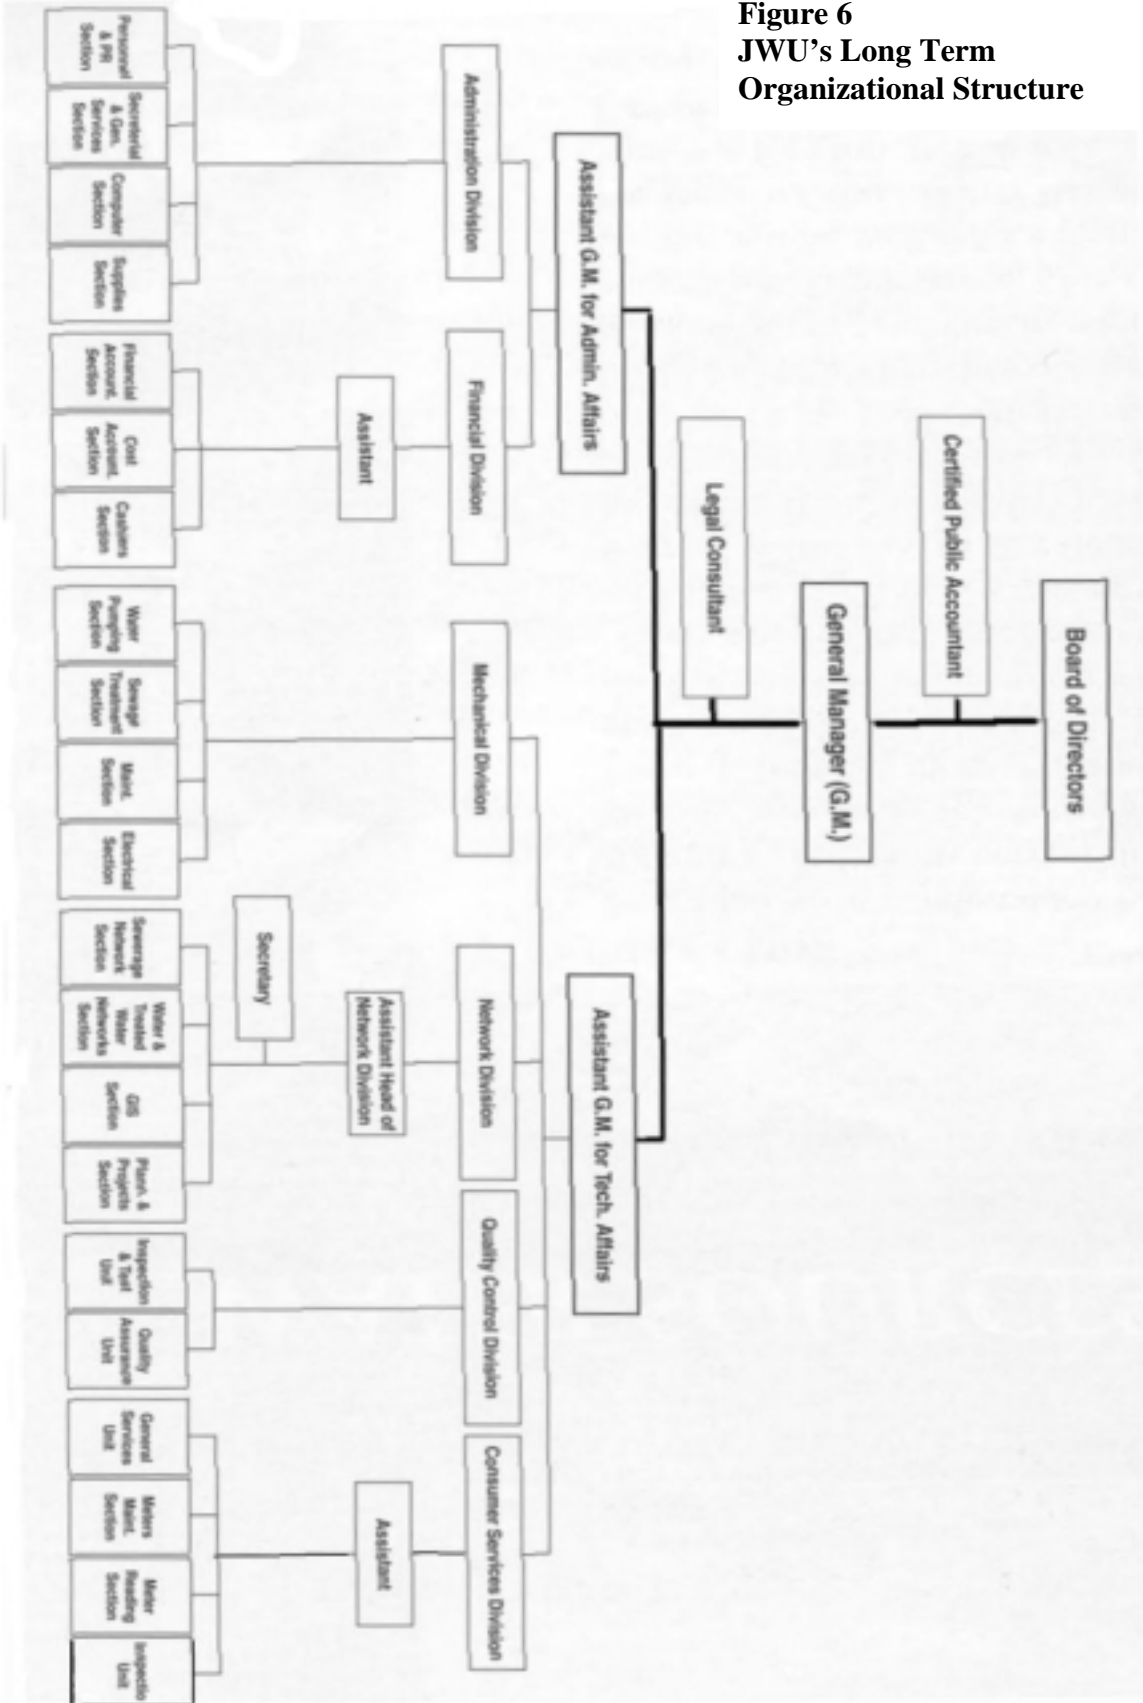 Figure 6
JWU's Long Term
Organizational Structure
Board of Directors
Certified Public Accountant
General Manager (G.M.)
Legal Consultant
Assistant G.M. for Admin. Affairs
Assistant G.M. for Tech. Affairs
Administration Division
Financial Division
Mechanical Division
Network Division
Quality Control Division
Consumer Services Division
Assistant
Assistant Head of
Network Division
Assistant
Secretary
Personnel
& PR
Section
Secreterial
& Gen.
Services
Section
Computer
Section
Supplies
Section
Financial
Account.
Section
Cost
Account.
Section
Cashiers
Section
Water
Pumping
Section
Sewage
Treatment
Section
Maint.
Section
Electrical
Section
Sewerage
Network
Section
Water &
Treated
Water
Networks
Section
GIS
Section
Plann. &
Projects
Section
Inspection
& Test
Unit
Quality
Assurance
Unit
General
Services
Unit
Meters
Maint.
Section
Meter
Reading
Section
Inspectio
Unit